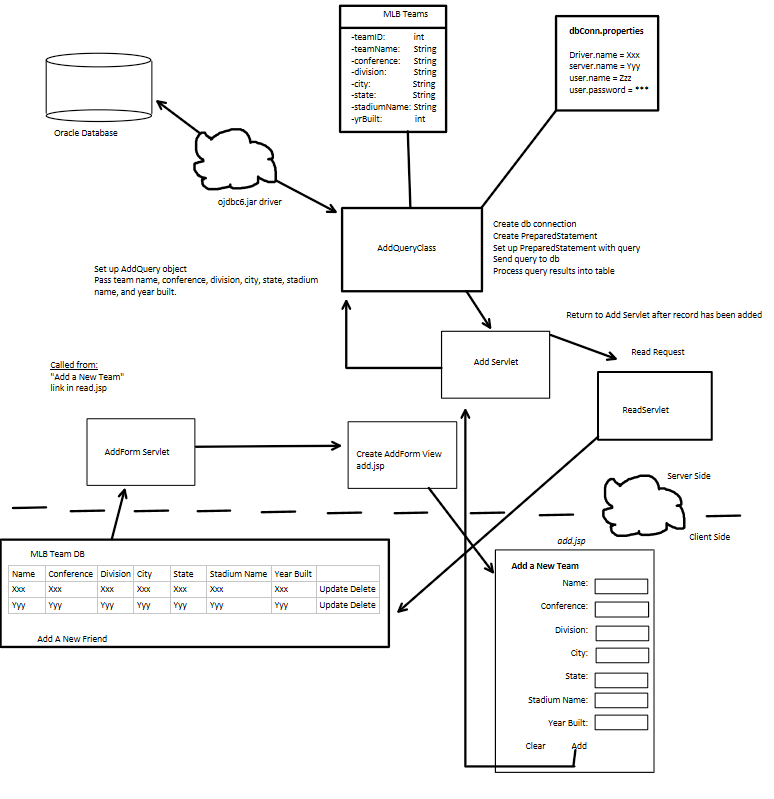 MLB Teams
-teamID: int
-teamName: String
-conference: String
-division: String
-city: String
-state: String
-stadiumName: String
-yrBuilt: int
dbConn.properties
Driver.name = Xxx
server.name = Yyy
user.name = Zzz
user.password = ***
Oracle Database
ojdbc6.jar driver
AddQueryClass
Create db connection
Create PreparedStatement
Set up PreparedStatement with query
Send query to db
Process query results into table
Set up AddQuery object
Pass team name, conference, division, city, state, stadium
name, and year built.
Return to Add Servlet after record has been added
Add Servlet
Read Request
Called from:
"Add a New Team"
link in read.jsp
ReadServlet
AddForm Servlet
Create AddForm View
add.jsp
Server Side
Client Side
add.jsp
MLB Team DB
Name Conference Division City State Stadium Name Year Built
Xxx Xxx Xxx Xxx Xxx Xxx Xxx Update Delete
Yyy Yyy Yyy Yyy Yyy Yyy Yyy Update Delete
Add A New Friend
Add a New Team
Name:
Conference:
Division:
City:
State:
Stadium Name:
Year Built:
Clear Add